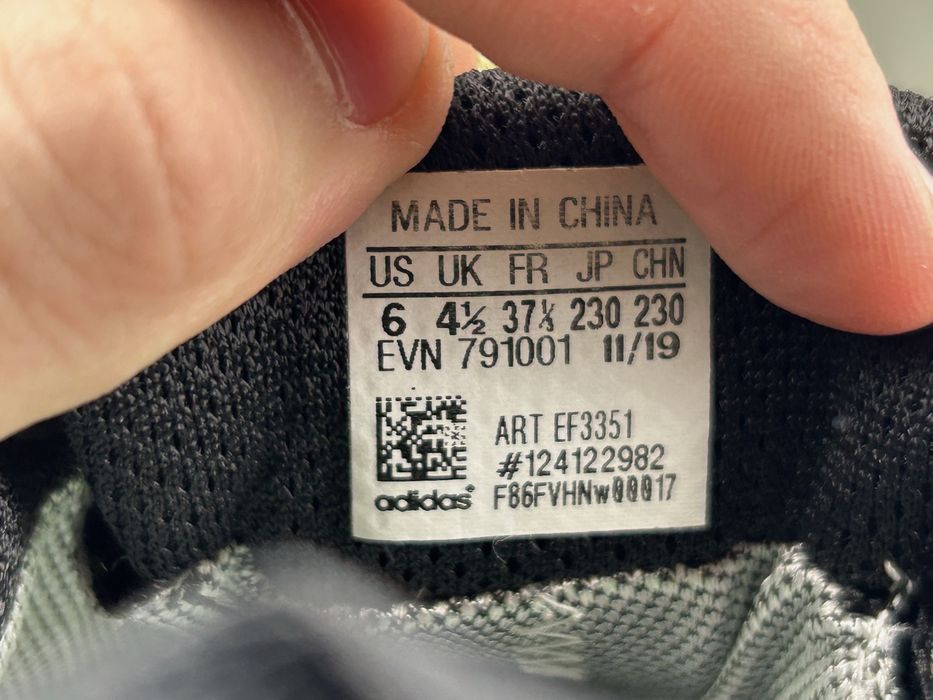 MADE IN CHINA
US UK FR JP CHN
6 4½ 37⅓ 230 230
EVN 791001 11/19
ART EF3351
#124122982
F86FVHNw00017
adidas®